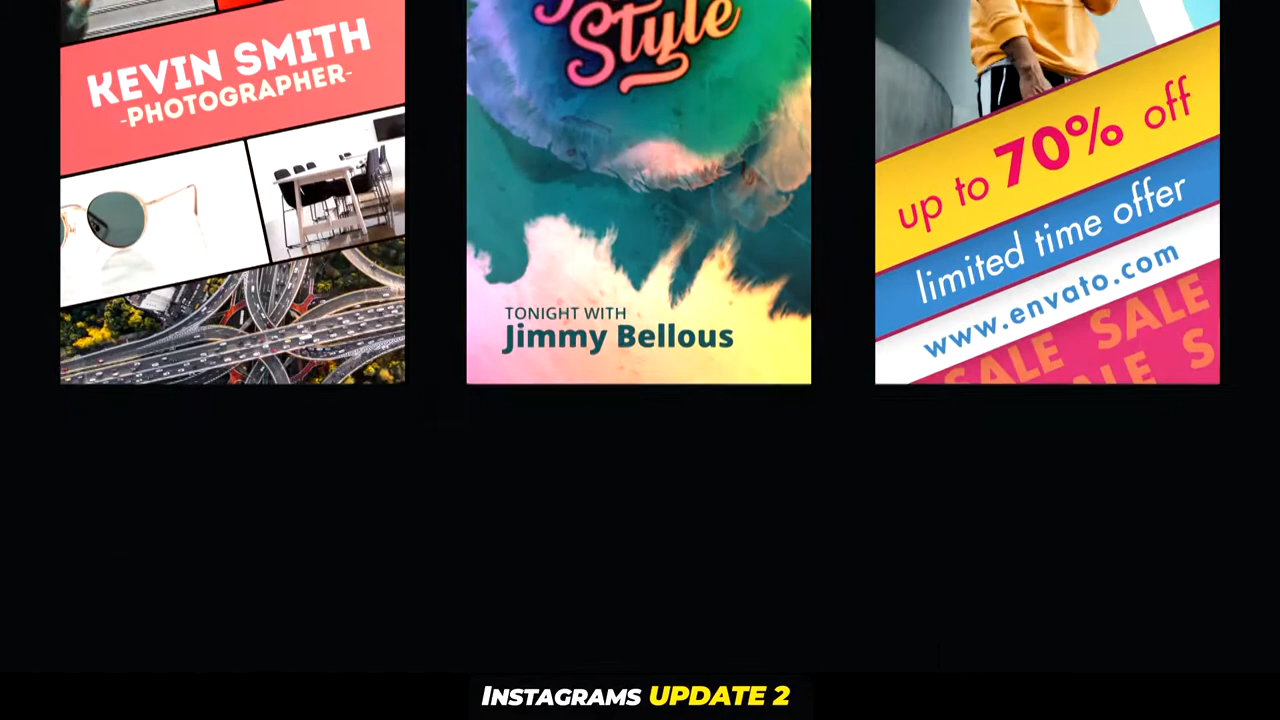 KEVIN SMITH
-PHOTOGRAPHER-
Style
TONIGHT WITH
Jimmy Bellous
up to 70% off
limited time offer
www.envato.com
SALE SALE
INSTAGRAMS UPDATE 2